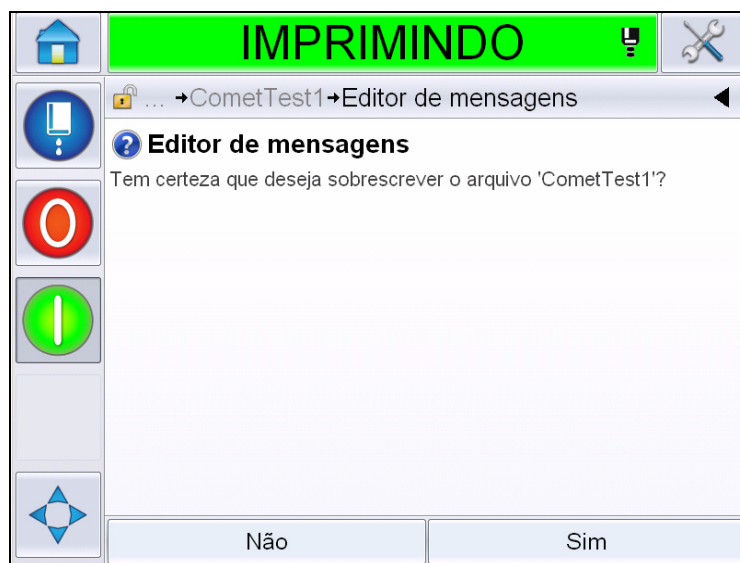 IMPRIMINDO
... →CometTest1→Editor de mensagens
Editor de mensagens
Tem certeza que deseja sobrescrever o arquivo 'CometTest1'?
Não
Sim